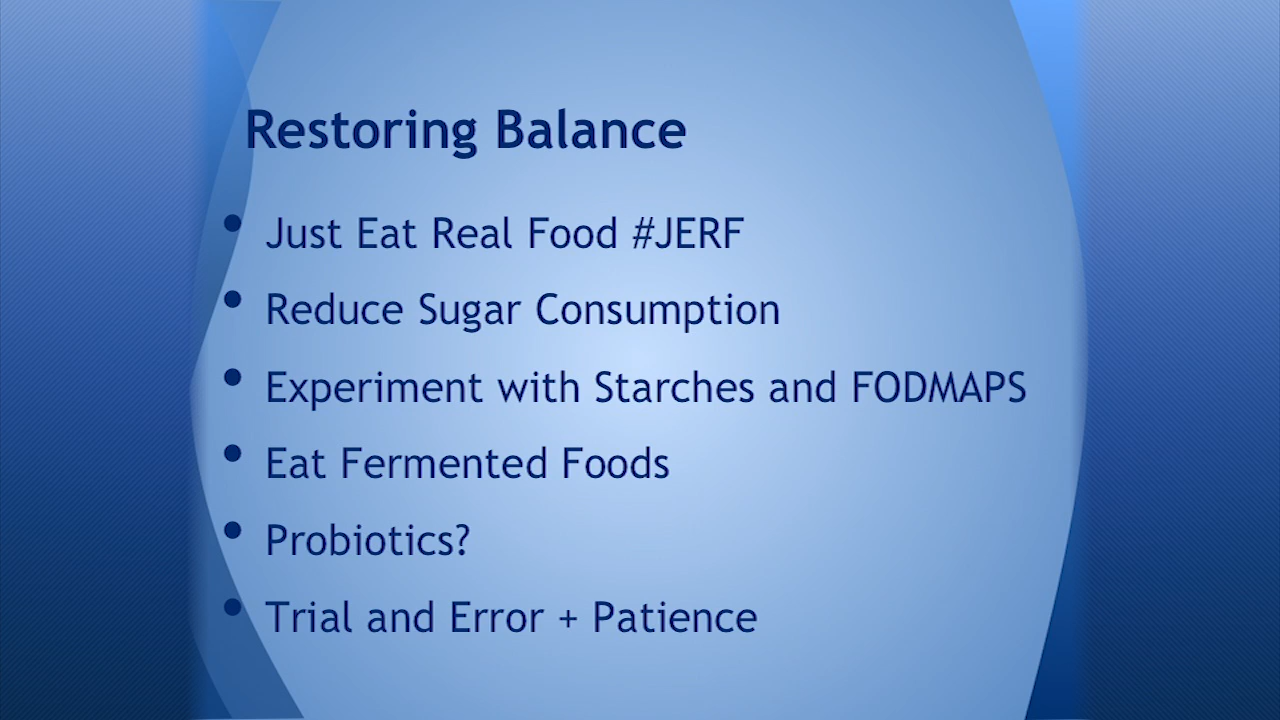 Restoring Balance
• Just Eat Real Food #JERF
• Reduce Sugar Consumption
• Experiment with Starches and FODMAPS
• Eat Fermented Foods
• Probiotics?
• Trial and Error + Patience